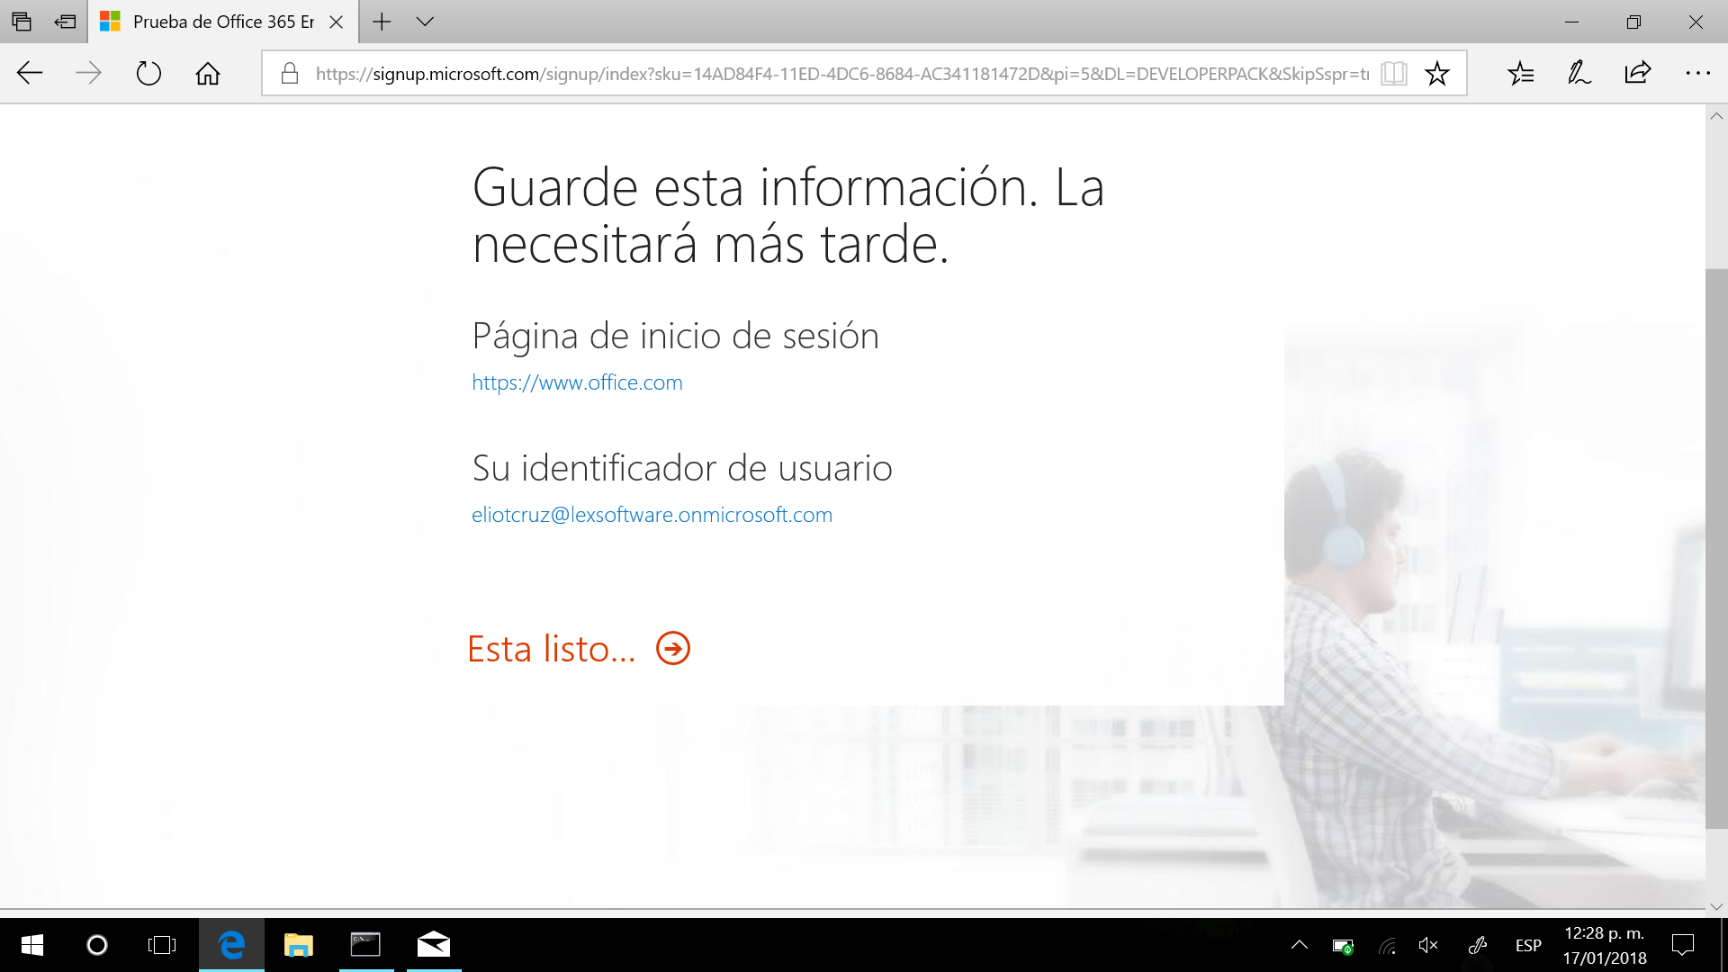 Prueba de Office 365 Er
https://signup.microsoft.com/signup/index?sku=14AD84F4-11ED-4DC6-8684-AC341181472D&pi=5&DL=DEVELOPERPACK&SkipSspr=tr
Guarde esta información. La
necesitará más tarde.
Página de inicio de sesión
https://www.office.com
Su identificador de usuario
eliotcruz@lexsoftware.onmicrosoft.com
Esta listo...
ESP
12:28 p. m.
17/01/2018